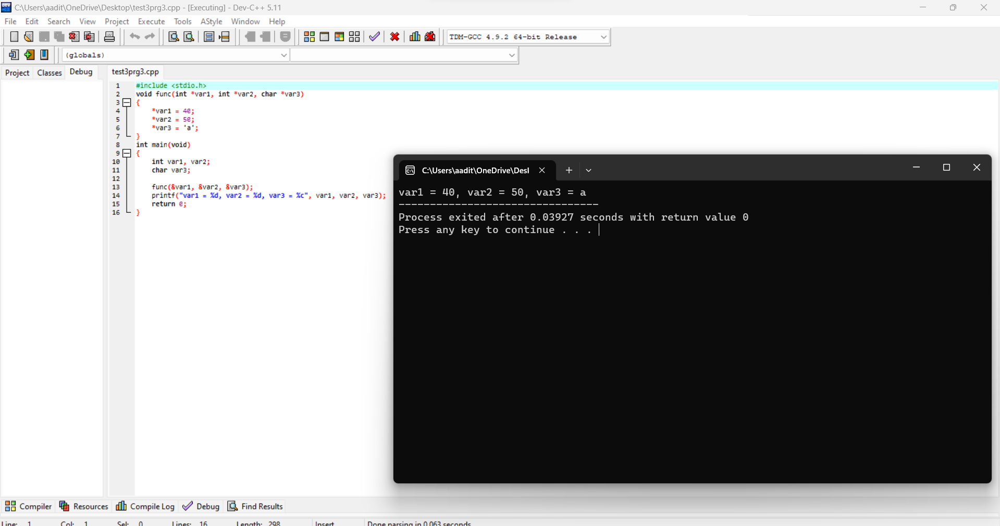 C:\Users\aadit\OneDrive\Desktop\test3prg3.cpp - [Executing] - Dev-C++ 5.11
File Edit Search View Project Execute Tools AStyle Window Help
TDM-GCC 4.9.2 64-bit Release
(globals)
Project Classes Debug test3prg3.cpp
1 #include <stdio.h>
2 void func(int *var1, int *var2, char *var3)
3 {
4 *var1 = 40;
5 *var2 = 50;
6 *var3 = 'a';
7 }
8 int main(void)
9 {
10 int var1, var2;
11 char var3;
12
13 func(&var1, &var2, &var3);
14 printf("var1 = %d, var2 = %d, var3 = %c", var1, var2, var3);
15 return 0;
16 }
C:\Users\aadit\OneDrive\Desl
var1 = 40, var2 = 50, var3 = a
--------------------------------
Process exited after 0.03927 seconds with return value 0
Press any key to continue . . .
Compiler Resources Compile Log Debug Find Results
Line: 1 Col: 1 Sel: 0 Lines: 16 Length: 298 Insert Done parsing in 0.063 seconds